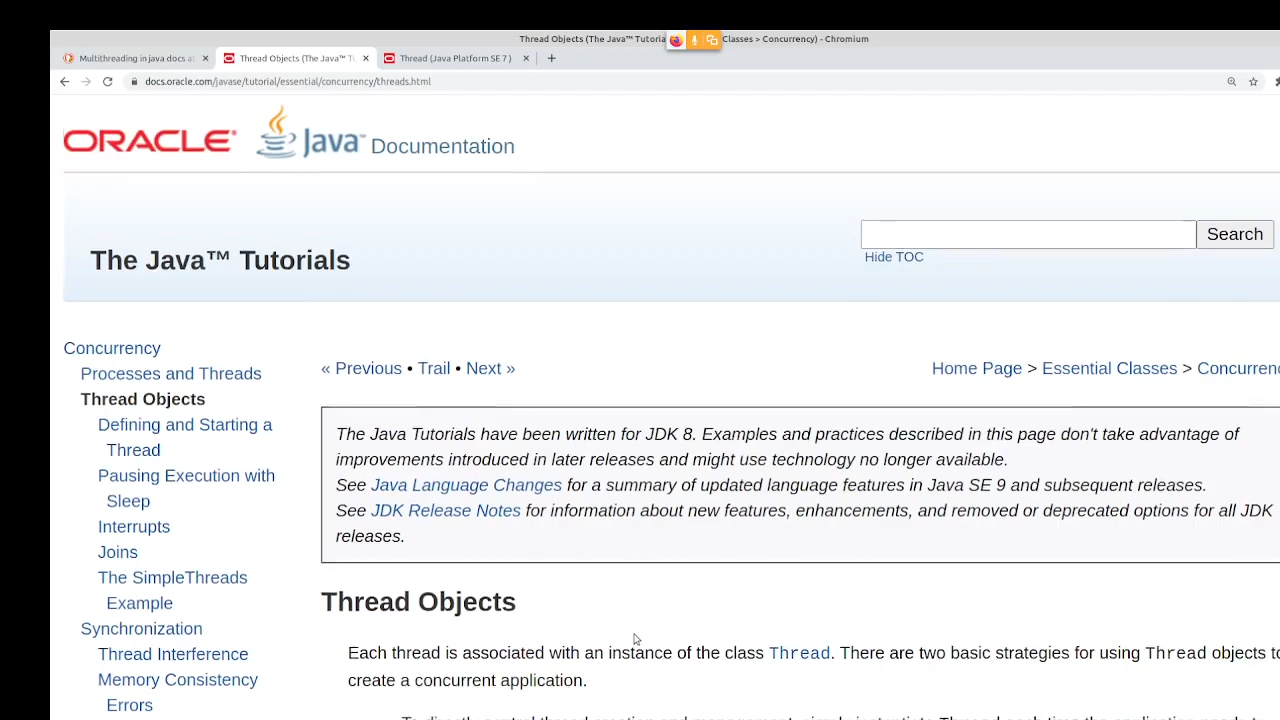 Thread Objects (The Java™ Tutoria Classes > Concurrency) - Chromium
Multithreading in java docs a
Thread Objects (The Java™ T
Thread (Java Platform SE 7 )
docs.oracle.com/javase/tutorial/essential/concurrency/threads.html
ORACLE Java™ Documentation
The Java™ Tutorials
Search
Hide TOC
Concurrency
Processes and Threads
Thread Objects
Defining and Starting a
Thread
Pausing Execution with
Sleep
Interrupts
Joins
The SimpleThreads
Example
Synchronization
Thread Interference
Memory Consistency
Errors
« Previous • Trail • Next »
Home Page > Essential Classes > Concurrenc
The Java Tutorials have been written for JDK 8. Examples and practices described in this page don't take advantage of
improvements introduced in later releases and might use technology no longer available.
See Java Language Changes for a summary of updated language features in Java SE 9 and subsequent releases.
See JDK Release Notes for information about new features, enhancements, and removed or deprecated options for all JDK
releases.
Thread Objects
Each thread is associated with an instance of the class Thread. There are two basic strategies for using Thread objects to
create a concurrent application.